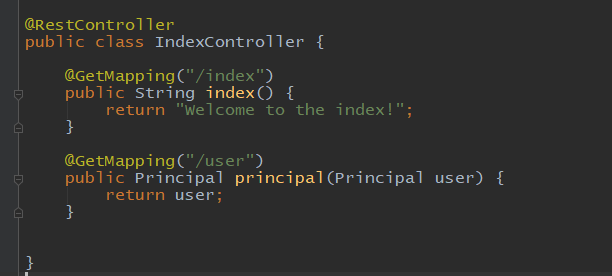 @RestController
public class IndexController {
@GetMapping("/index")
public String index() {
return "Welcome to the index!";
}
@GetMapping("/user")
public Principal principal(Principal user) {
return user;
}
}